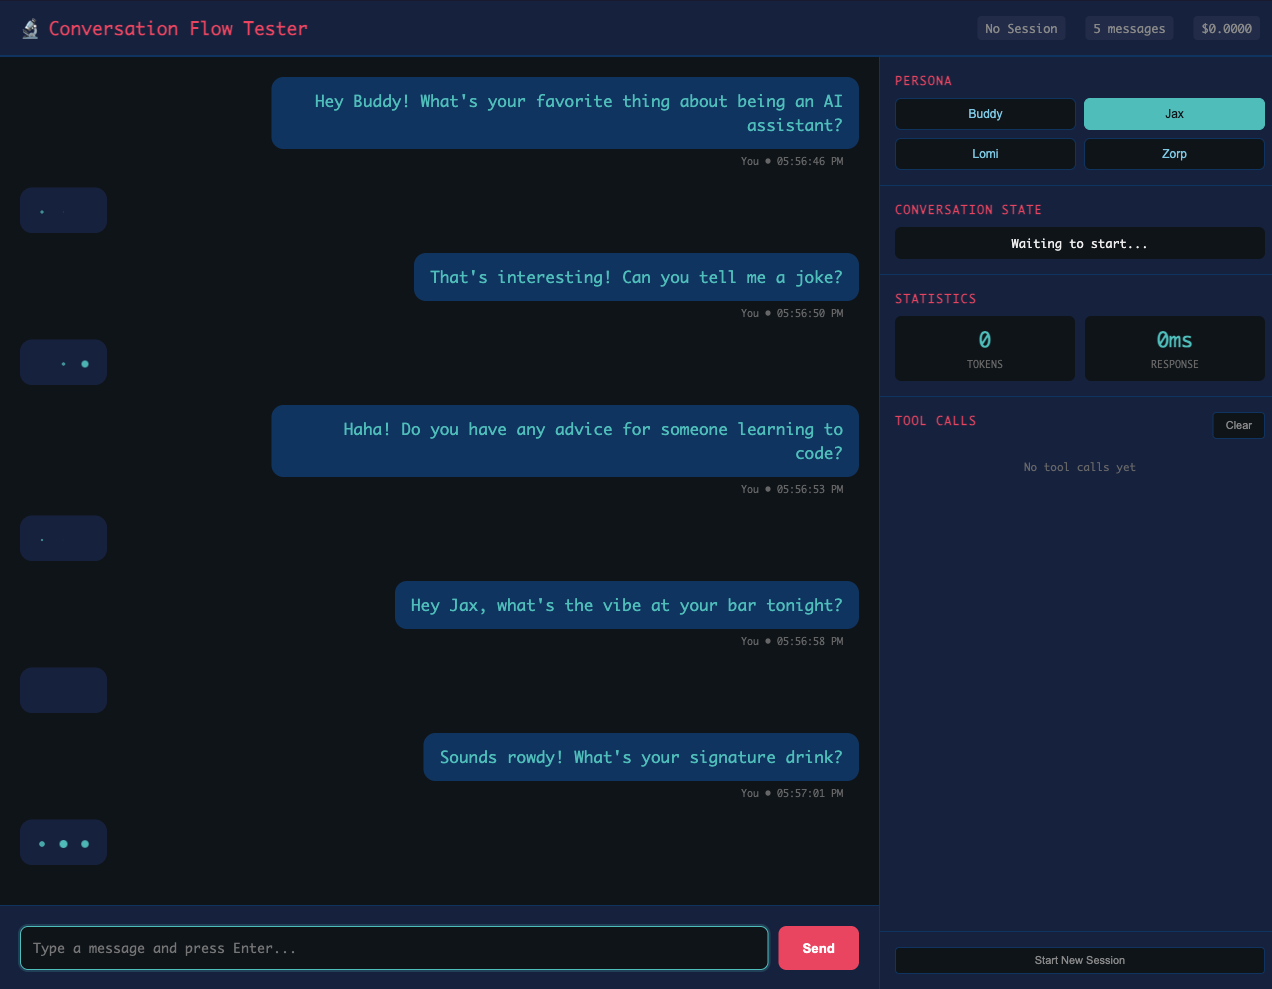 Conversation Flow Tester
No Session
5 messages
$0.0000
Hey Buddy! What's your favorite thing about being an AI
assistant?
You ● 05:56:46 PM
That's interesting! Can you tell me a joke?
You ● 05:56:50 PM
Haha! Do you have any advice for someone learning to
code?
You ● 05:56:53 PM
Hey Jax, what's the vibe at your bar tonight?
You ● 05:56:58 PM
Sounds rowdy! What's your signature drink?
You ● 05:57:01 PM
Type a message and press Enter...
Send
PERSONA
Buddy
Jax
Lomi
Zorp
CONVERSATION STATE
Waiting to start...
STATISTICS
0
TOKENS
0ms
RESPONSE
TOOL CALLS
Clear
No tool calls yet
Start New Session